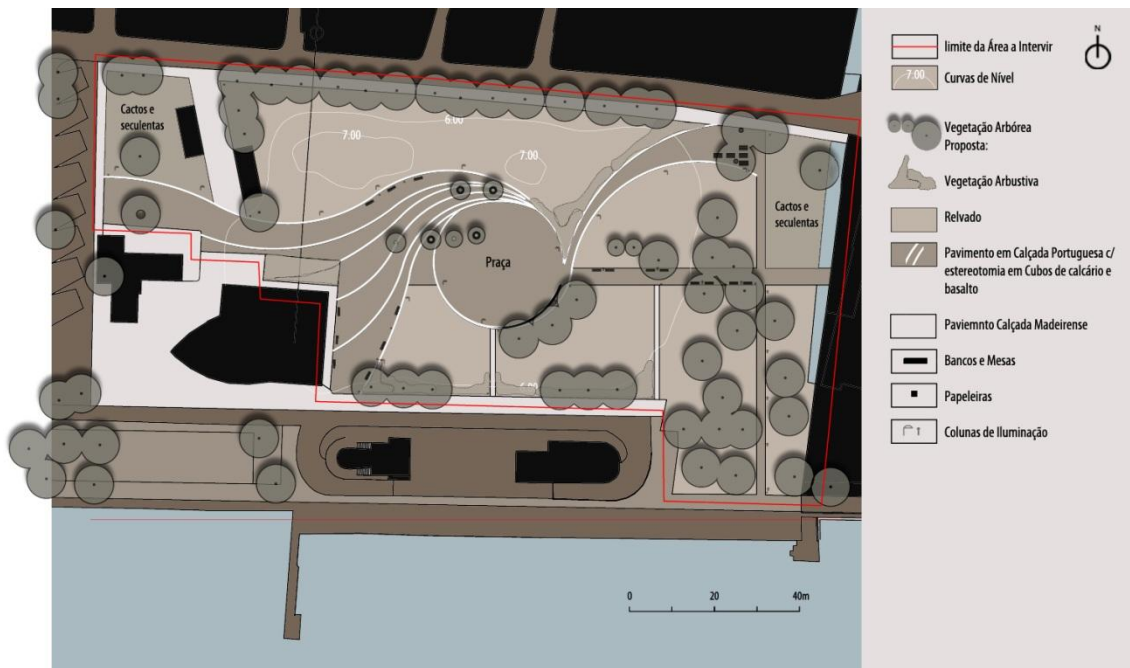 Cactos e
seculentas
6.00
7.00
7.00
Praça
Cactos e
seculentas
6.00
0 20 40m
N
limite da Área a Intervir
7.00
Curvas de Nível
Vegetação Arbórea
Proposta:
Vegetação Arbustiva
Relvado
Pavimento em Calçada Portuguesa c/
estereotomia em Cubos de calcário e
basalto
Paviemnto Calçada Madeirense
Bancos e Mesas
Papeleiras
Colunas de Iluminação